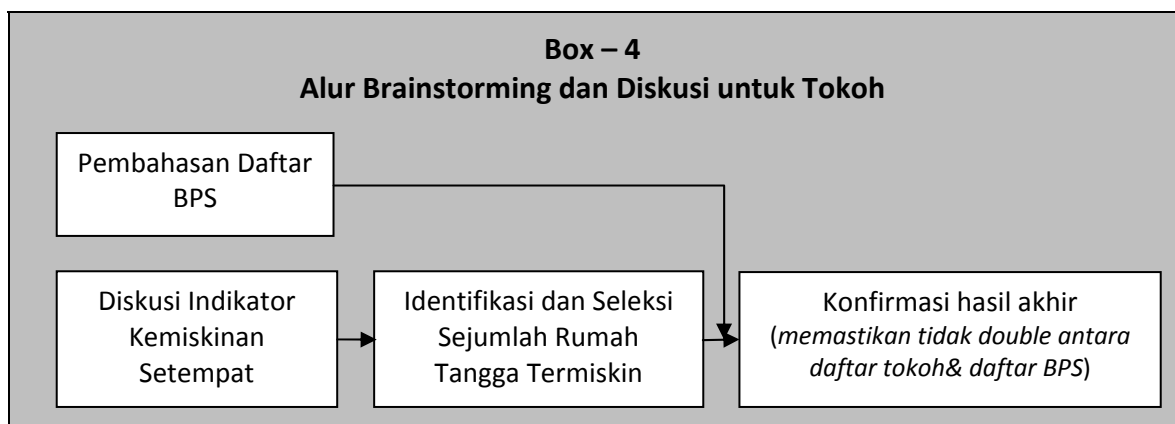 Box – 4
Alur Brainstorming dan Diskusi untuk Tokoh
Pembahasan Daftar
BPS
Diskusi Indikator
Kemiskinan
Setempat
Identifikasi dan Seleksi
Sejumlah Rumah
Tangga Termiskin
Konfirmasi hasil akhir
(memastikan tidak double antara
daftar tokoh& daftar BPS)